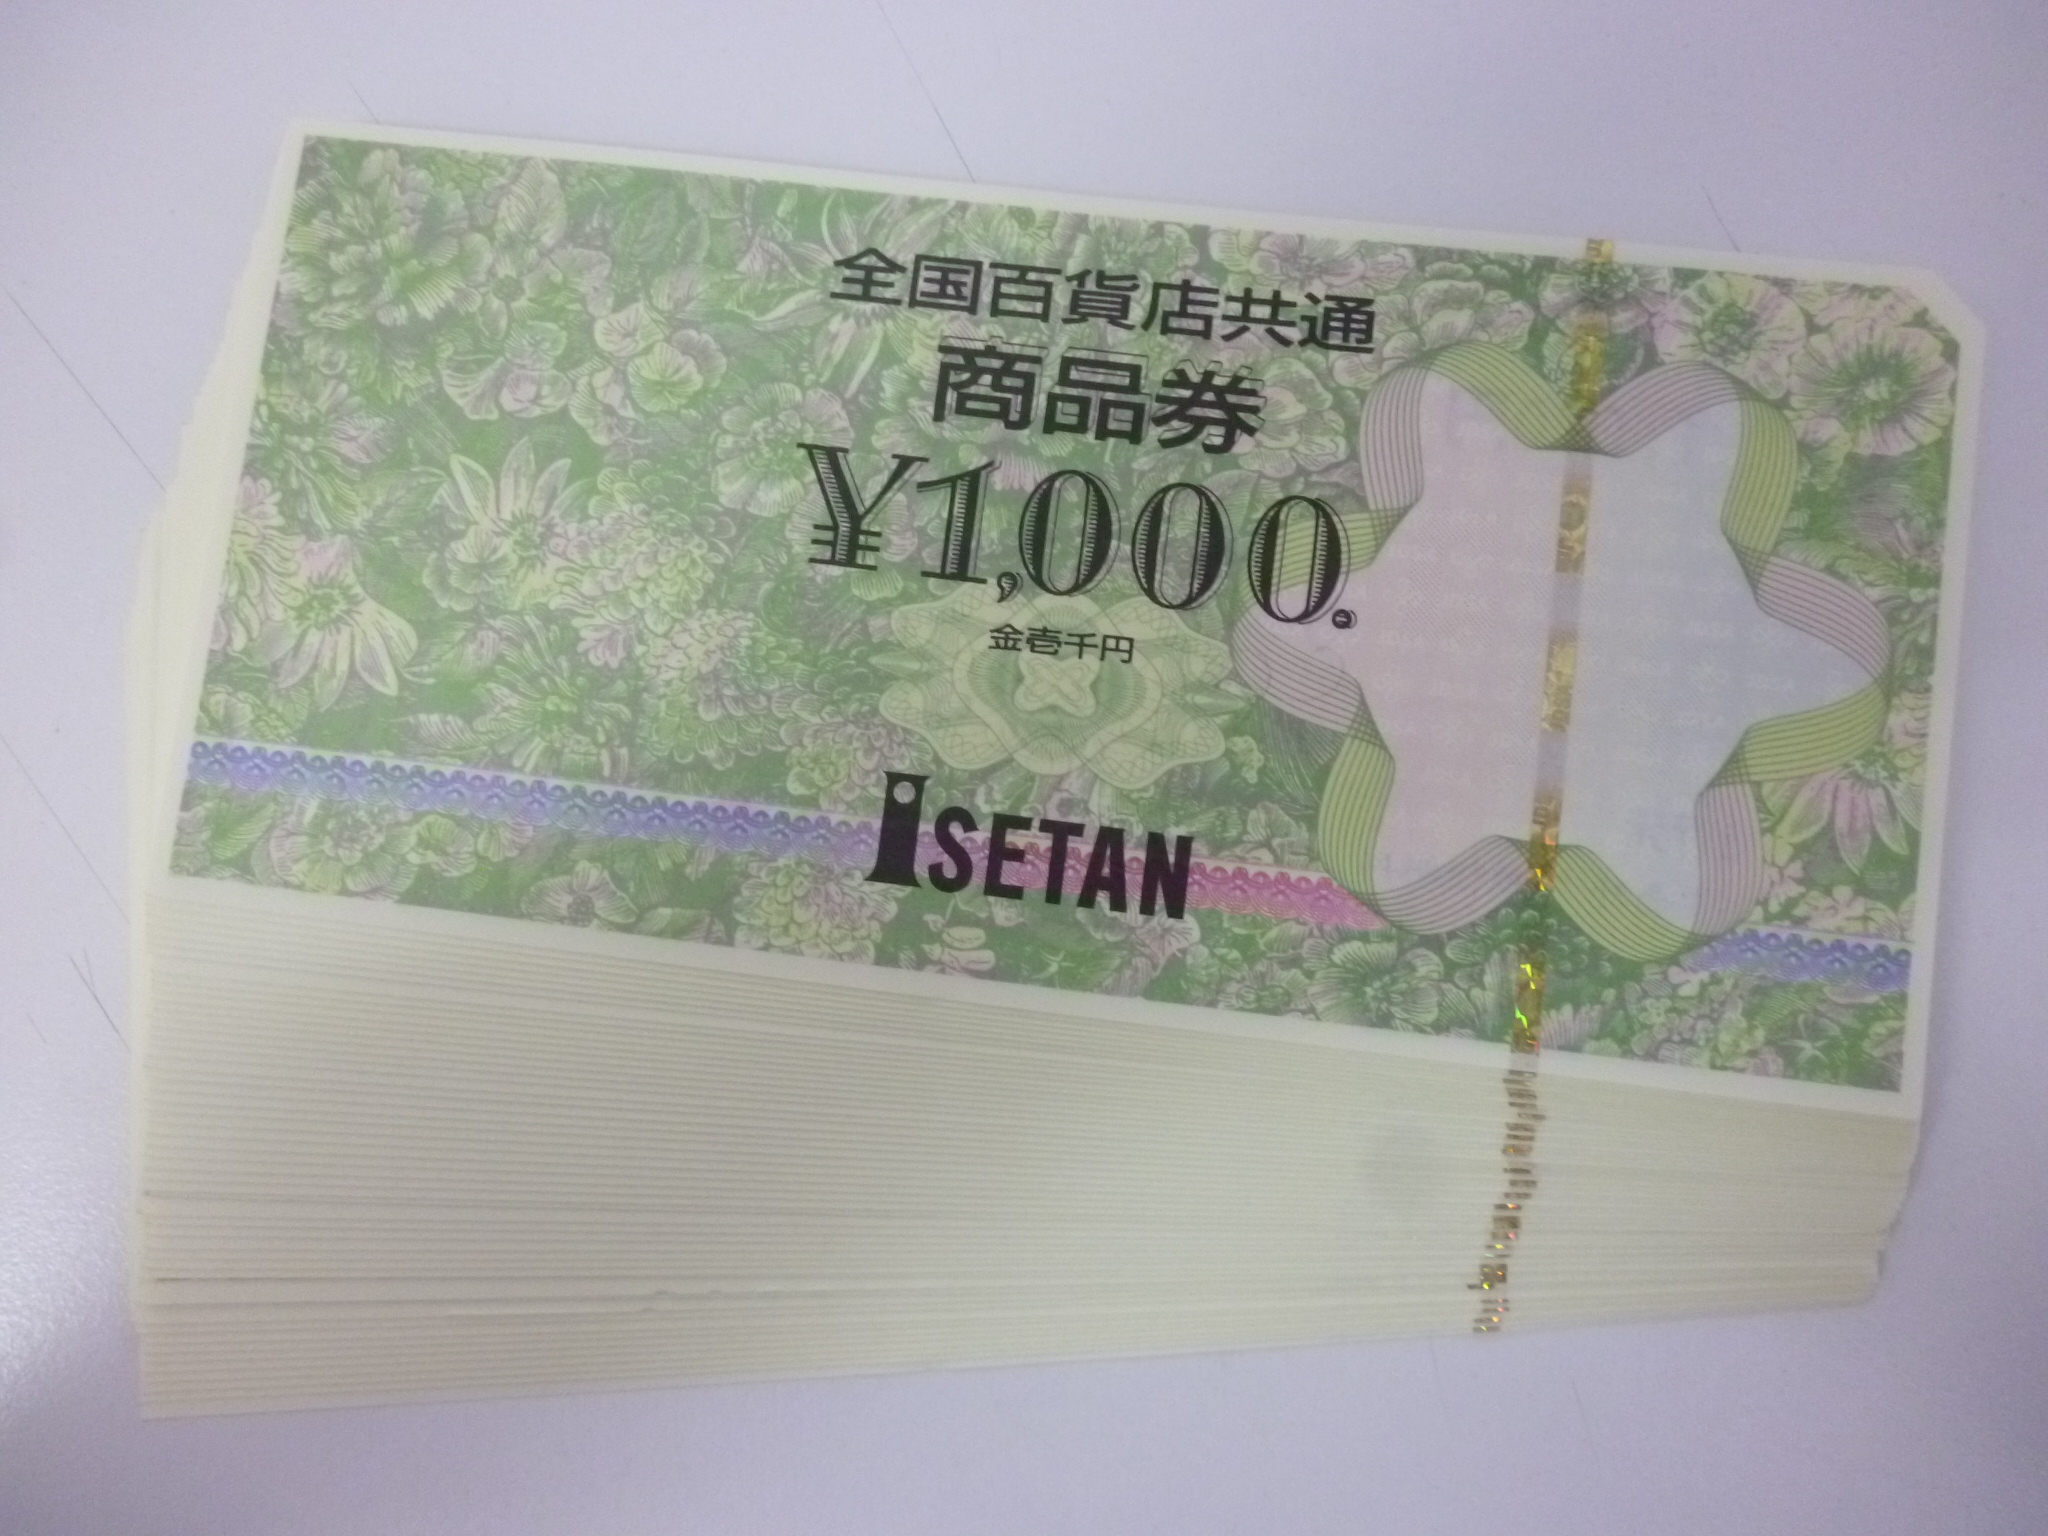 全国百貨店共通
商品券
¥1,000.
金壱千円
ISETAN